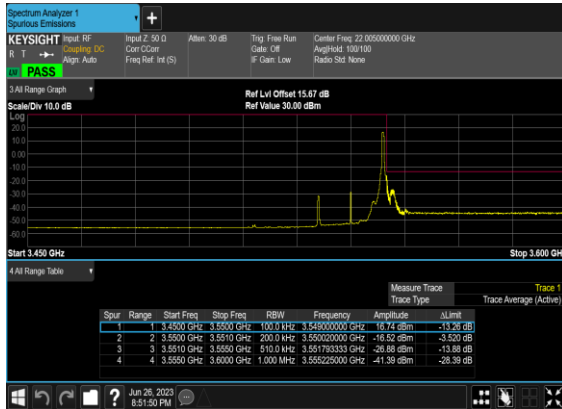 Spectrum Analyzer 1
Spurious Emissions
+
KEYSIGHT Input: RF Input Z: 50 Ω Atten: 30 dB Trig: Free Run Center Freq: 22.005000000 GHz
R T Coupling: DC Corr CCorr Gate: Off Avg|Hold: 100/100
Align: Auto Freq Ref: Int (S) IF Gain: Low Radio Std: None
LW PASS
3 All Range Graph
Ref Lvl Offset 15.67 dB
Scale/Div 10.0 dB Ref Value 30.00 dBm
Log
20.0
10.0
0.00
-10.0
-20.0
-30.0
-40.0
-50.0
-60.0
Start 3.450 GHz Stop 3.600 GH
4 All Range Table
Measure Trace Trace 1
Trace Type Trace Average (Active)
Spur Range Start Freq Stop Freq RBW Frequency Amplitude ΔLimit
1 1 3.4500 GHz 3.5500 GHz 100.0 kHz 3.549000000 GHz 16.74 dBm -13.26 dB
2 2 3.5500 GHz 3.5510 GHz 200.0 kHz 3.550020000 GHz -16.52 dBm -3.520 dB
3 3 3.5510 GHz 3.5550 GHz 510.0 kHz 3.551793333 GHz -26.88 dBm -13.88 dB
4 4 3.5550 GHz 3.6000 GHz 1.000 MHz 3.555225000 GHz -41.39 dBm -28.39 dB
? Jun 26, 2023
8:51:50 PM